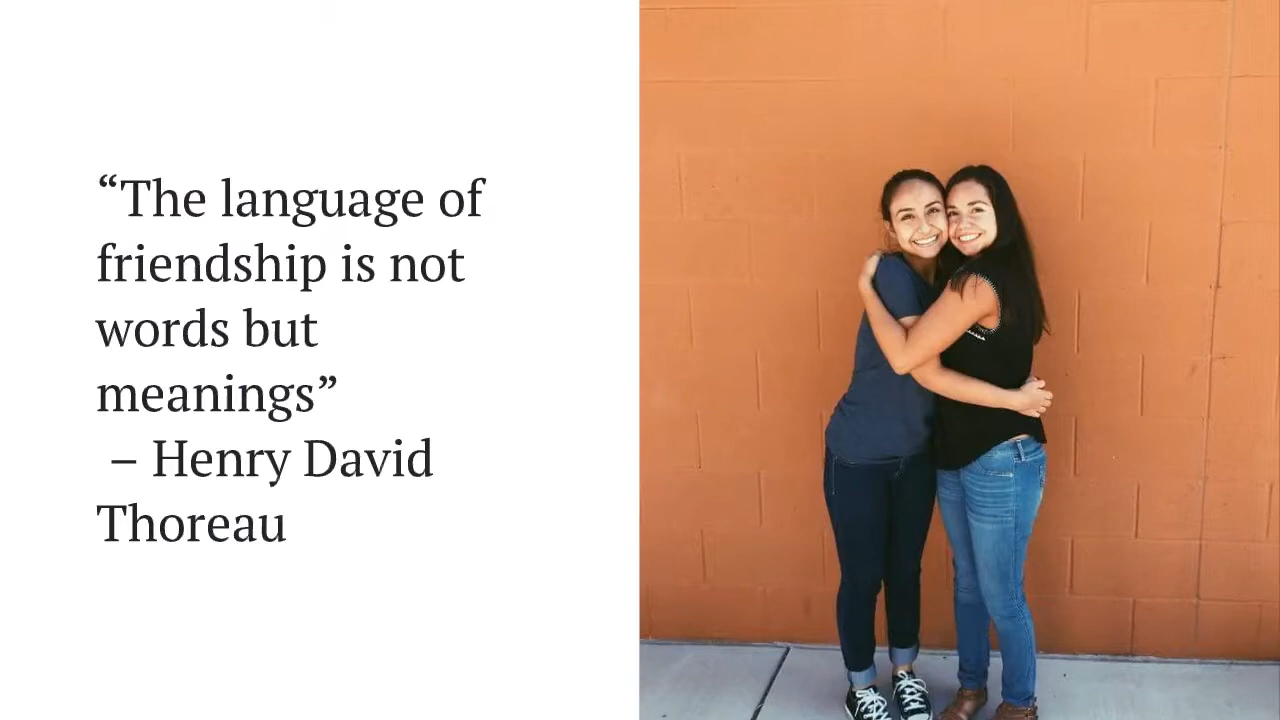 “The language of
friendship is not
words but
meanings”
– Henry David
Thoreau